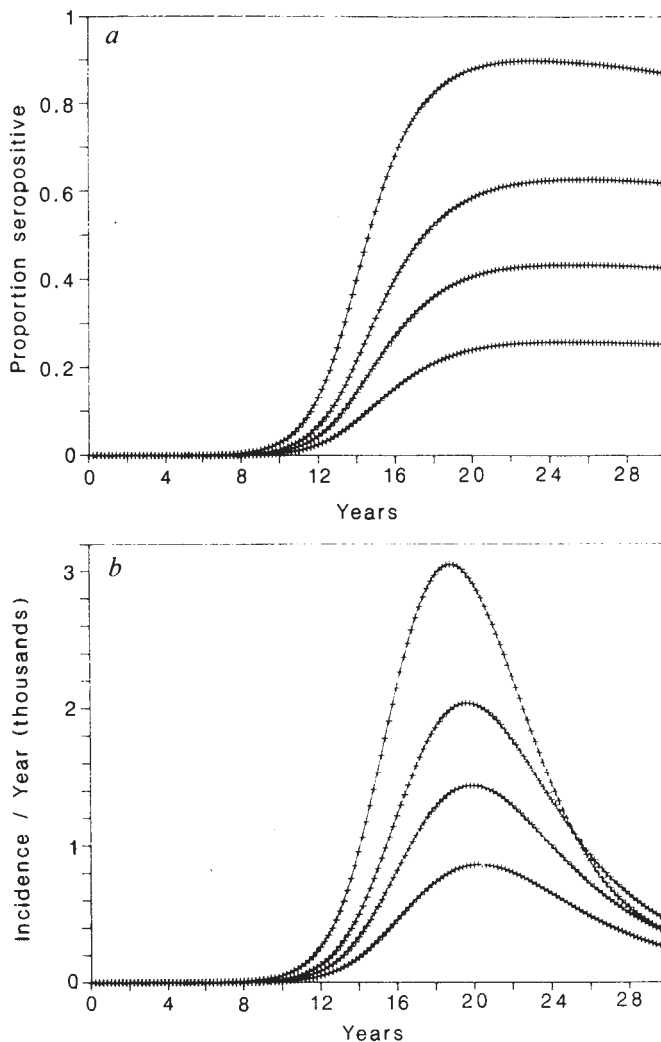 a
1
0.8
0.6
0.4
0.2
0
Proportion seropositive
0 4 8 12 16 20 24 28
Years
b
3
2
1
0
Incidence / Year (thousands)
0 4 8 12 16 20 24 28
Years